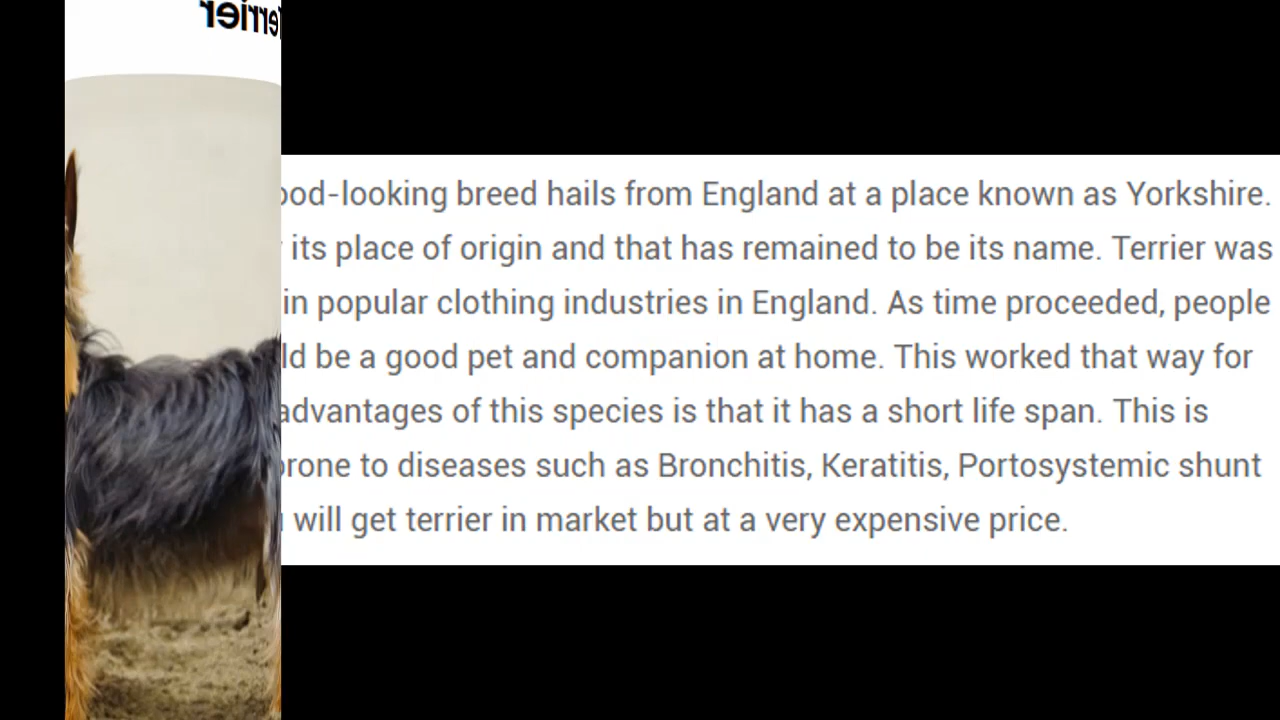 Terrier
ood-looking breed hails from England at a place known as Yorkshire.
its place of origin and that has remained to be its name. Terrier was
in popular clothing industries in England. As time proceeded, people
ld be a good pet and companion at home. This worked that way for
advantages of this species is that it has a short life span. This is
prone to diseases such as Bronchitis, Keratitis, Portosystemic shunt
will get terrier in market but at a very expensive price.